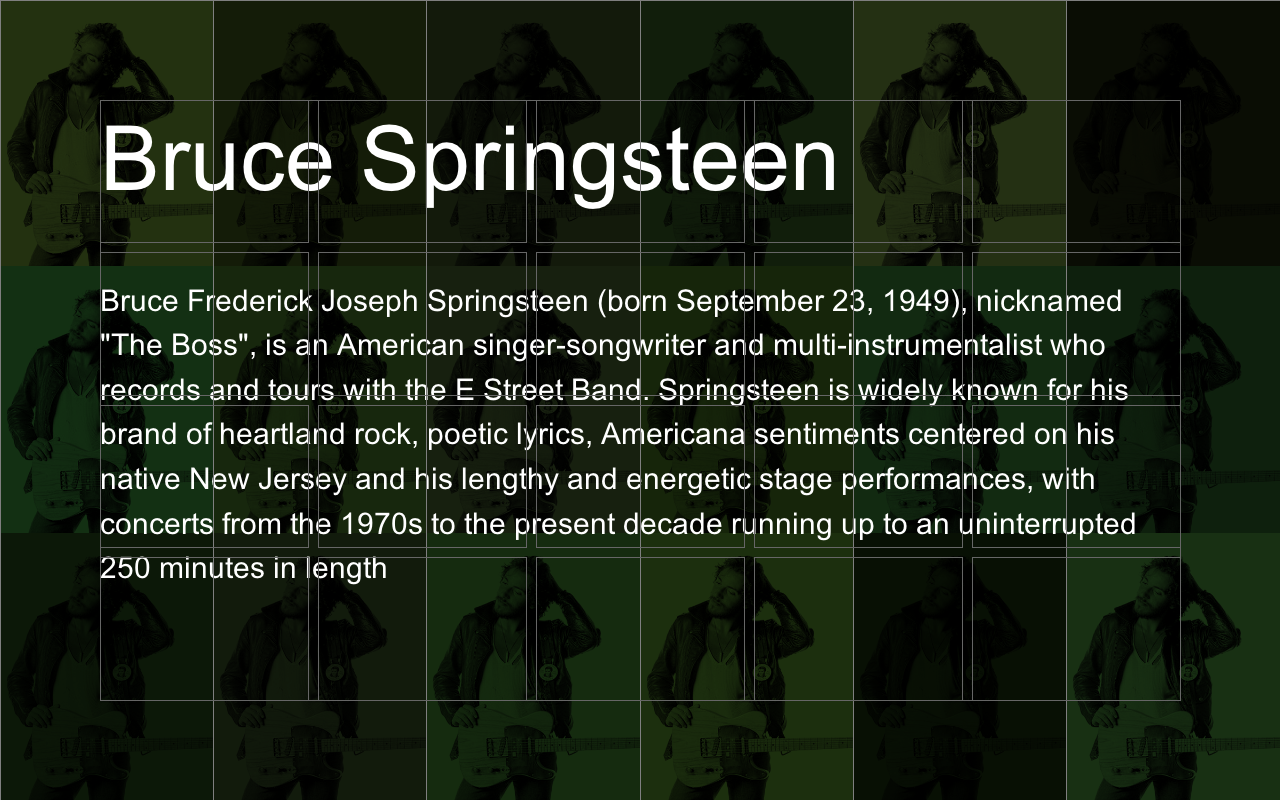 Bruce Springsteen
Bruce Frederick Joseph Springsteen (born September 23, 1949), nicknamed
"The Boss", is an American singer-songwriter and multi-instrumentalist who
records and tours with the E Street Band. Springsteen is widely known for his
brand of heartland rock, poetic lyrics, Americana sentiments centered on his
native New Jersey and his lengthy and energetic stage performances, with
concerts from the 1970s to the present decade running up to an uninterrupted
250 minutes in length